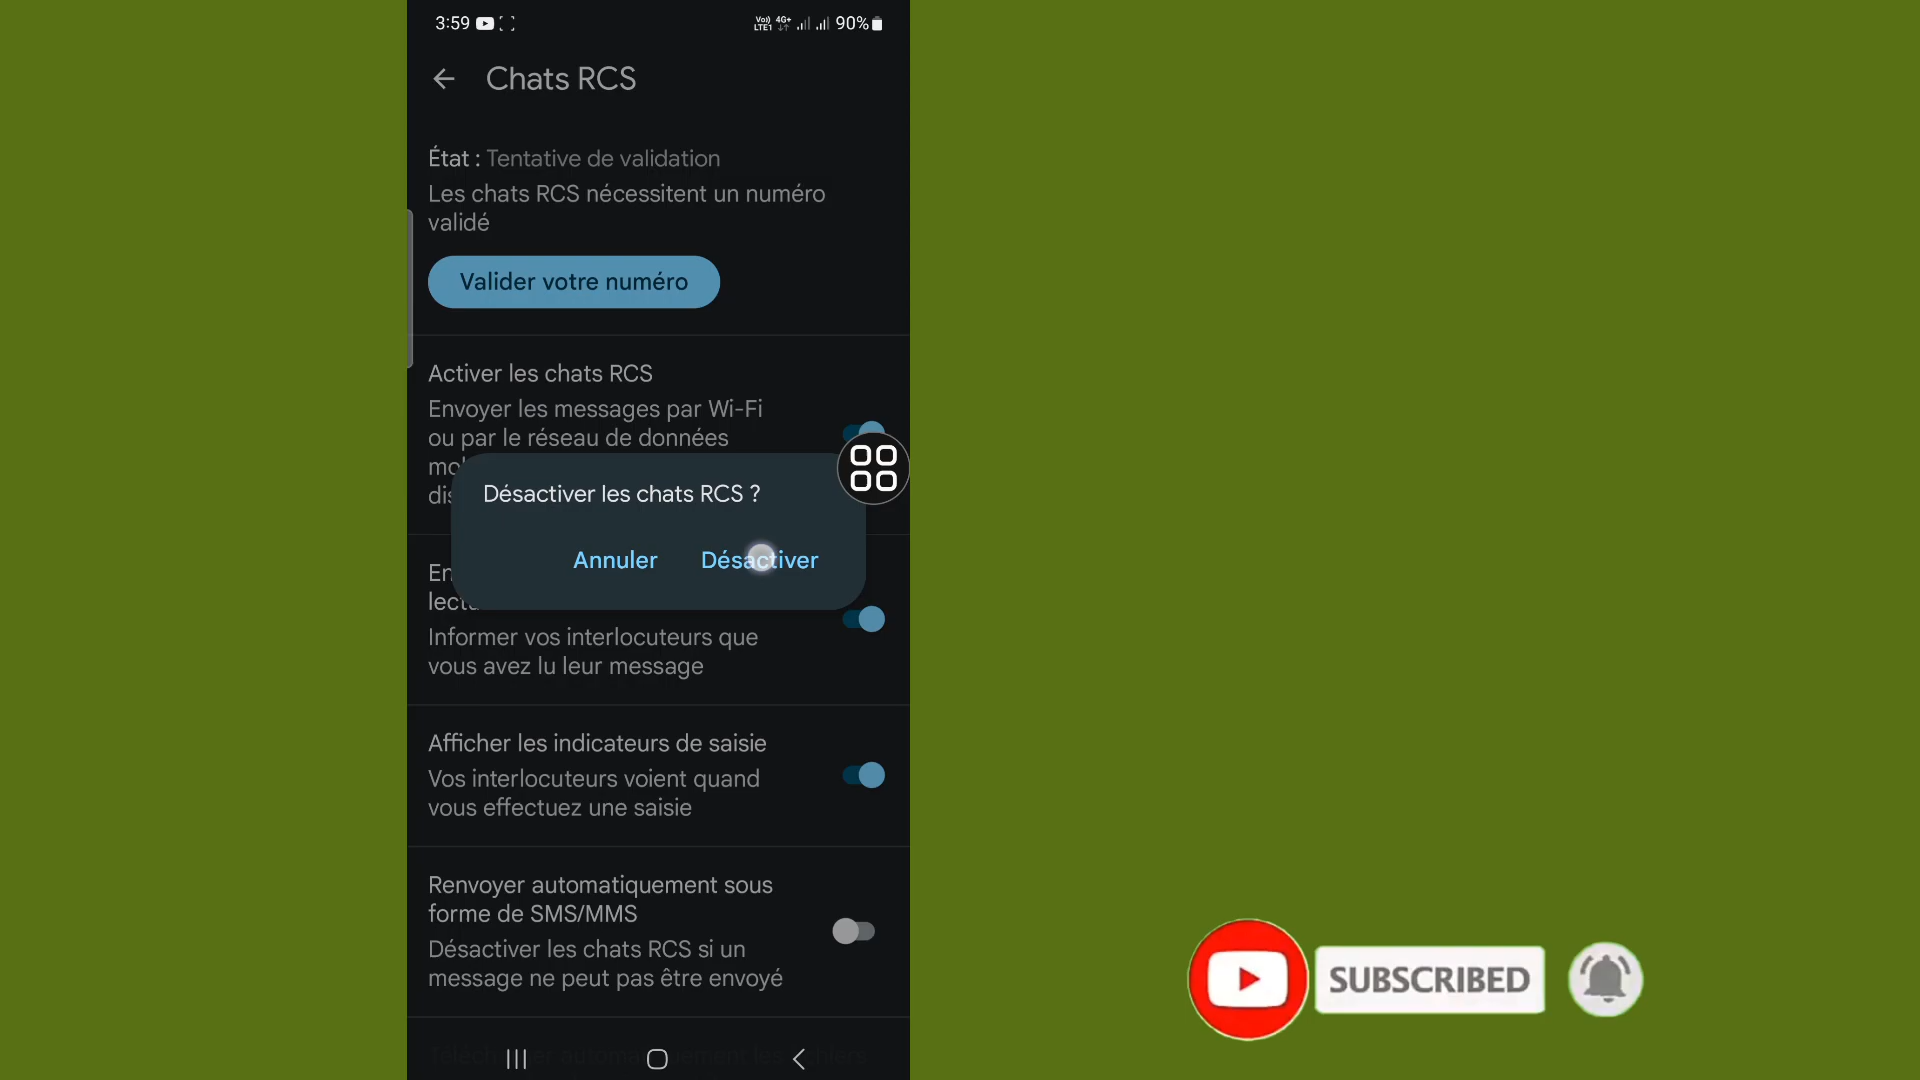 3:59
Vo)) 4G+
LTE1
90%
Chats RCS
État : Tentative de validation
Les chats RCS nécessitent un numéro
validé
Valider votre numéro
Activer les chats RCS
Envoyer les messages par Wi-Fi
ou par le réseau de données
Désactiver les chats RCS ?
Annuler Désactiver
Informer vos interlocuteurs que
vous avez lu leur message
Afficher les indicateurs de saisie
Vos interlocuteurs voient quand
vous effectuez une saisie
Renvoyer automatiquement sous
forme de SMS/MMS
Désactiver les chats RCS si un
message ne peut pas être envoyé
SUBSCRIBED